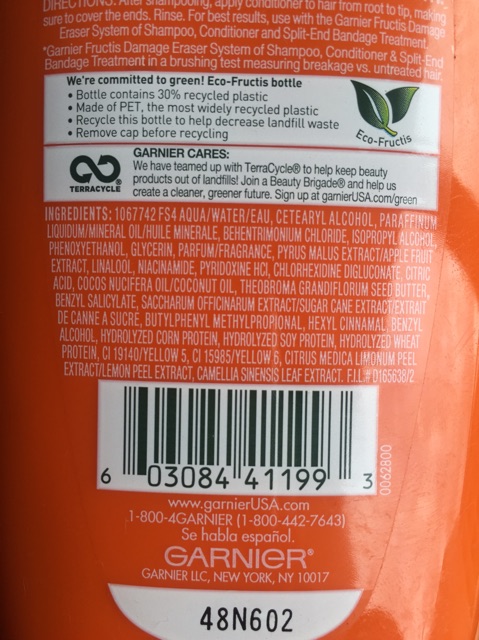 DIRECTIONS: After shampooing, apply conditioner to hair from root to tip, making
sure to cover the ends. Rinse. For best results, use with the Garnier Fructis Damage
Eraser System of Shampoo, Conditioner and Split-End Bandage Treatment.
*Garnier Fructis Damage Eraser System of Shampoo, Conditioner & Split-End
Bandage Treatment in a brushing test measuring breakage vs. untreated hair.
We're committed to green! Eco-Fructis bottle
• Bottle contains 30% recycled plastic
• Made of PET, the most widely recycled plastic
• Recycle this bottle to help decrease landfill waste
• Remove cap before recycling
Eco-Fructis
TERRACYCLE®
GARNIER CARES:
We have teamed up with TerraCycle® to help keep beauty
products out of landfills! Join a Beauty Brigade® and help us
create a cleaner, greener future. Sign up at garnierUSA.com/green
INGREDIENTS: 1067742 FS4 AQUA/WATER/EAU, CETEARYL ALCOHOL, PARAFFINUM
LIQUIDUM/MINERAL OIL/HUILE MINERALE, BEHENTRIMONIUM CHLORIDE, ISOPROPYL ALCOHOL,
PHENOXYETHANOL, GLYCERIN, PARFUM/FRAGRANCE, PYRUS MALUS EXTRACT/APPLE FRUIT
EXTRACT, LINALOOL, NIACINAMIDE, PYRIDOXINE HCl, CHLORHEXIDINE DIGLUCONATE, CITRIC
ACID, COCOS NUCIFERA OIL/COCONUT OIL, THEOBROMA GRANDIFLORUM SEED BUTTER,
BENZYL SALICYLATE, SACCHARUM OFFICINARUM EXTRACT/SUGAR CANE EXTRACT/EXTRAIT
DE CANNE A SUCRE, BUTYLPHENYL METHYLPROPIONAL, HEXYL CINNAMAL, BENZYL
ALCOHOL, HYDROLYZED CORN PROTEIN, HYDROLYZED SOY PROTEIN, HYDROLYZED WHEAT
PROTEIN, CI 19140/YELLOW 5, CI 15985/YELLOW 6, CITRUS MEDICA LIMONUM PEEL
EXTRACT/LEMON PEEL EXTRACT, CAMELLIA SINENSIS LEAF EXTRACT. F.I.L.# D165638/2
6 03084 41199 3
0062800
www.garnierUSA.com
1-800-4GARNIER (1-800-442-7643)
Se habla español.
GARNIER®
GARNIER LLC, NEW YORK, NY 10017
48N602